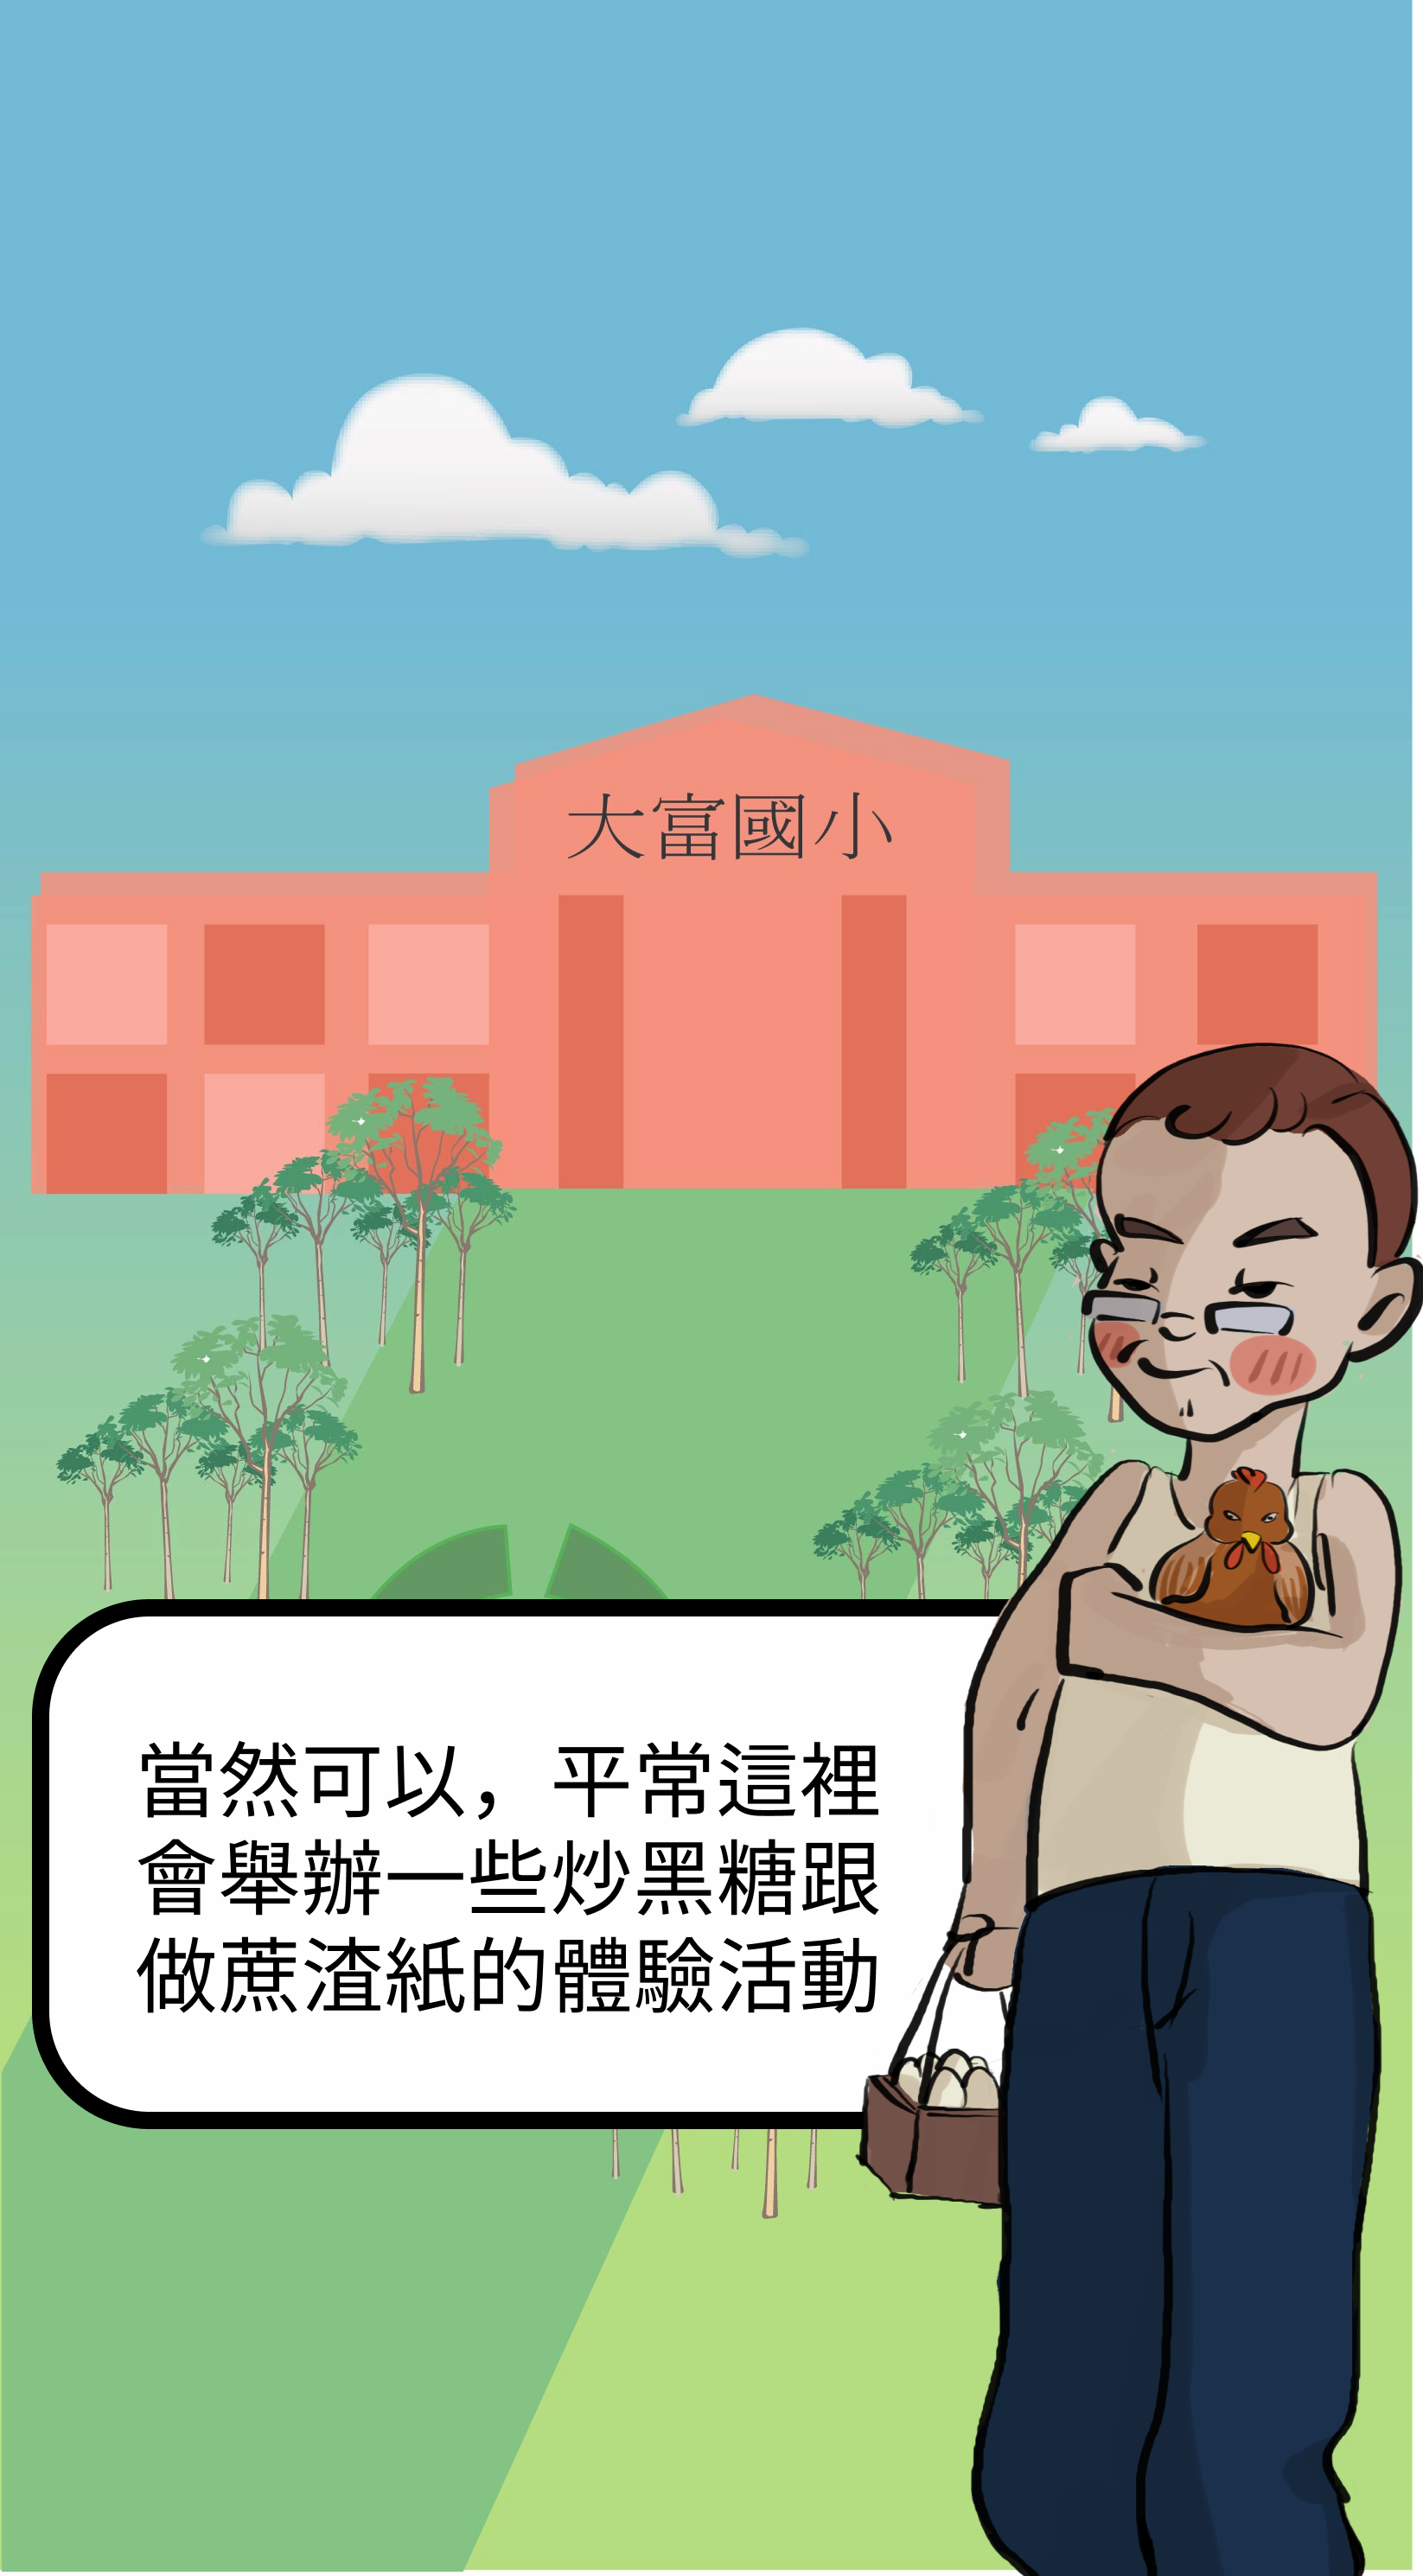 大富國小
當然可以，平常這裡
會舉辦一些炒黑糖跟
做蔗渣紙的體驗活動